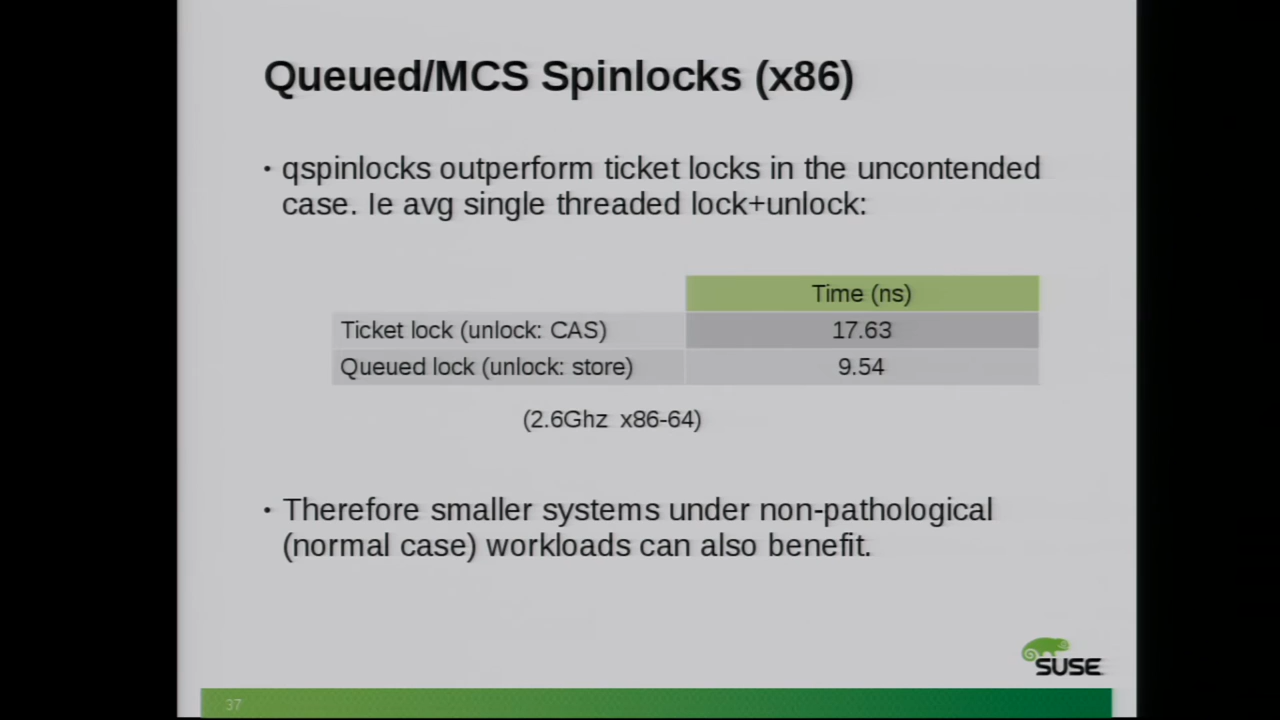 Queued/MCS Spinlocks (x86)
• qspinlocks outperform ticket locks in the uncontended
case. Ie avg single threaded lock+unlock:
Time (ns)
Ticket lock (unlock: CAS) 17.63
Queued lock (unlock: store) 9.54
(2.6Ghz x86-64)
• Therefore smaller systems under non-pathological
(normal case) workloads can also benefit.
SUSE
37